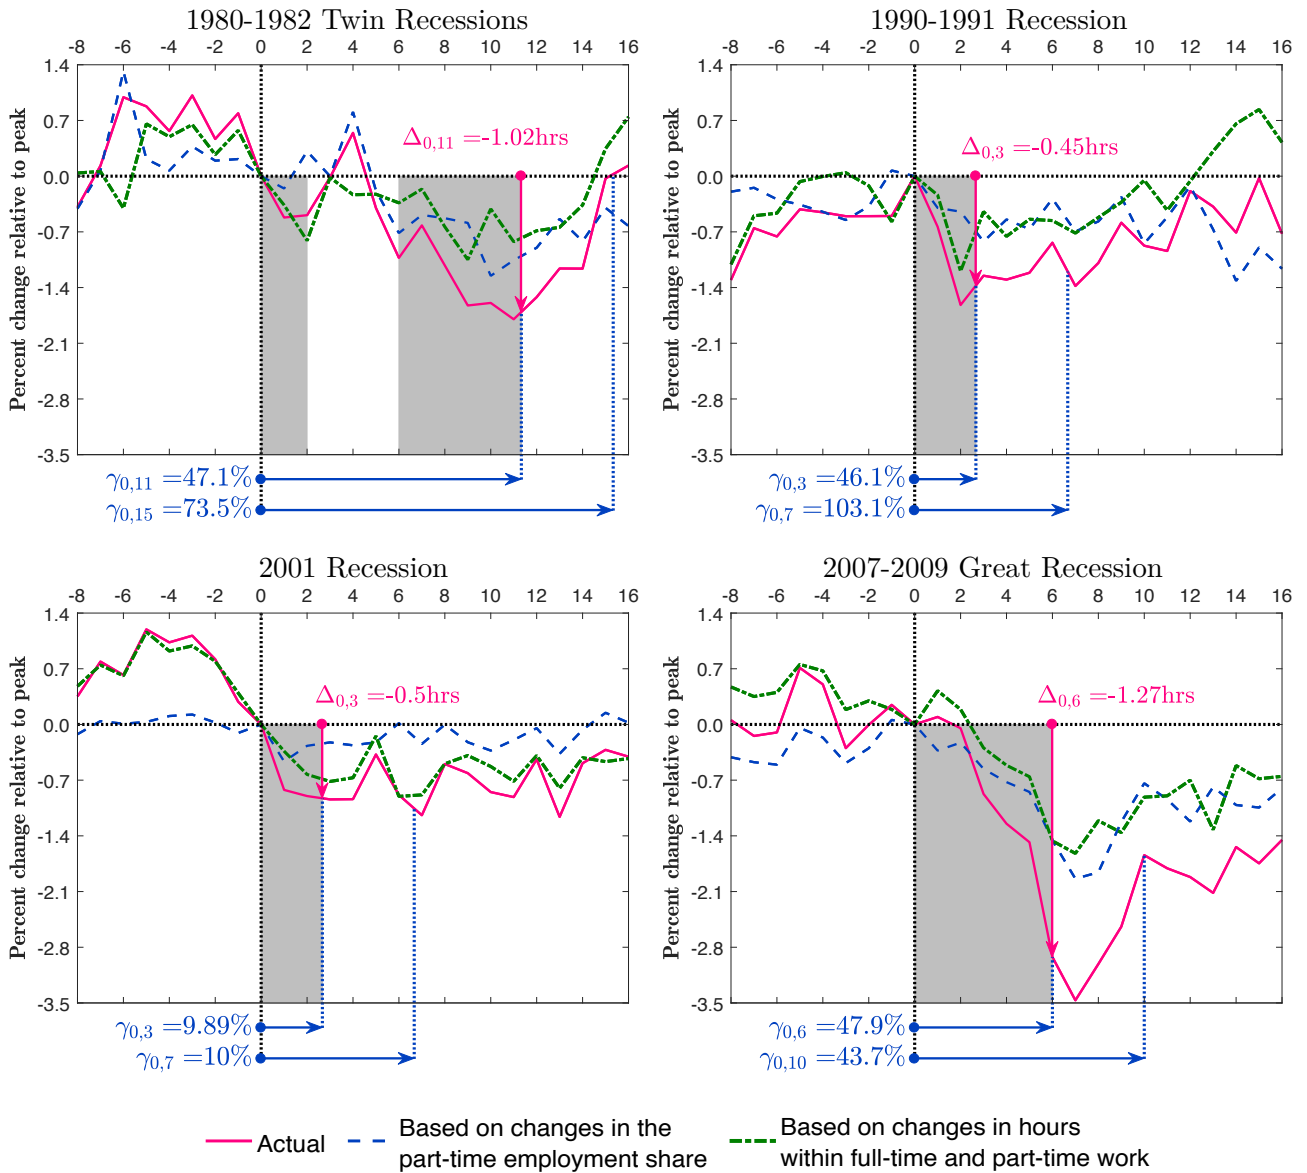 1980-1982 Twin Recessions
-8 -6 -4 -2 0 2 4 6 8 10 12 14 16
1.4
0.7
0.0
-0.7
-1.4
-2.1
-2.8
-3.5
Percent change relative to peak
Δ0,11 =-1.02hrs
γ0,11 =47.1%
γ0,15 =73.5%
1990-1991 Recession
-8 -6 -4 -2 0 2 4 6 8 10 12 14 16
1.4
0.7
0.0
-0.7
-1.4
-2.1
-2.8
-3.5
Percent change relative to peak
Δ0,3 =-0.45hrs
γ0,3 =46.1%
γ0,7 =103.1%
2001 Recession
-8 -6 -4 -2 0 2 4 6 8 10 12 14 16
1.4
0.7
0.0
-0.7
-1.4
-2.1
-2.8
-3.5
Percent change relative to peak
Δ0,3 =-0.5hrs
γ0,3 =9.89%
γ0,7 =10%
2007-2009 Great Recession
-8 -6 -4 -2 0 2 4 6 8 10 12 14 16
1.4
0.7
0.0
-0.7
-1.4
-2.1
-2.8
-3.5
Percent change relative to peak
Δ0,6 =-1.27hrs
γ0,6 =47.9%
γ0,10 =43.7%
Actual
Based on changes in the
part-time employment share
Based on changes in hours
within full-time and part-time work